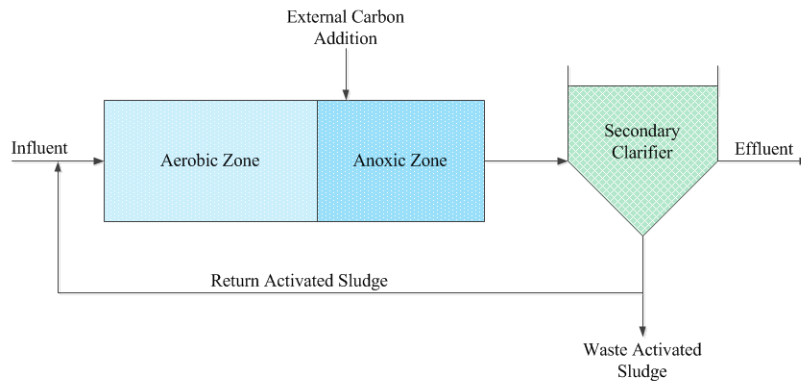 External Carbon
Addition
Influent
Aerobic Zone
Anoxic Zone
Secondary
Clarifier
Effluent
Return Activated Sludge
Waste Activated
Sludge